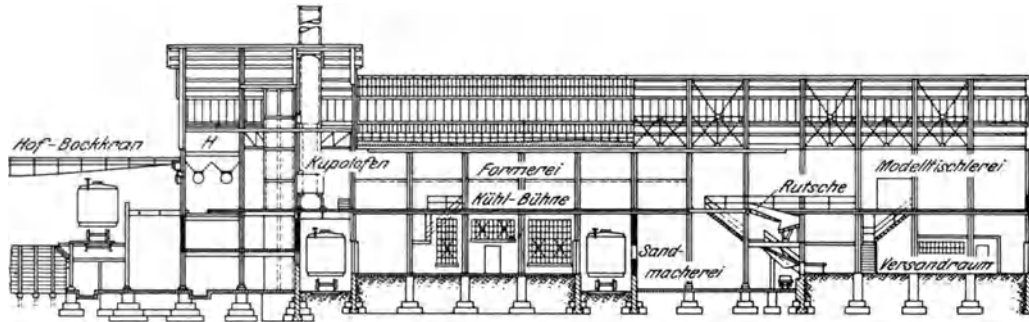 Hof-Bockkran
H
Kupolofen
Formerei
Kühl-Bühne
Sand-
macherei
Rutsche
Modelltischlerei
Versandraum